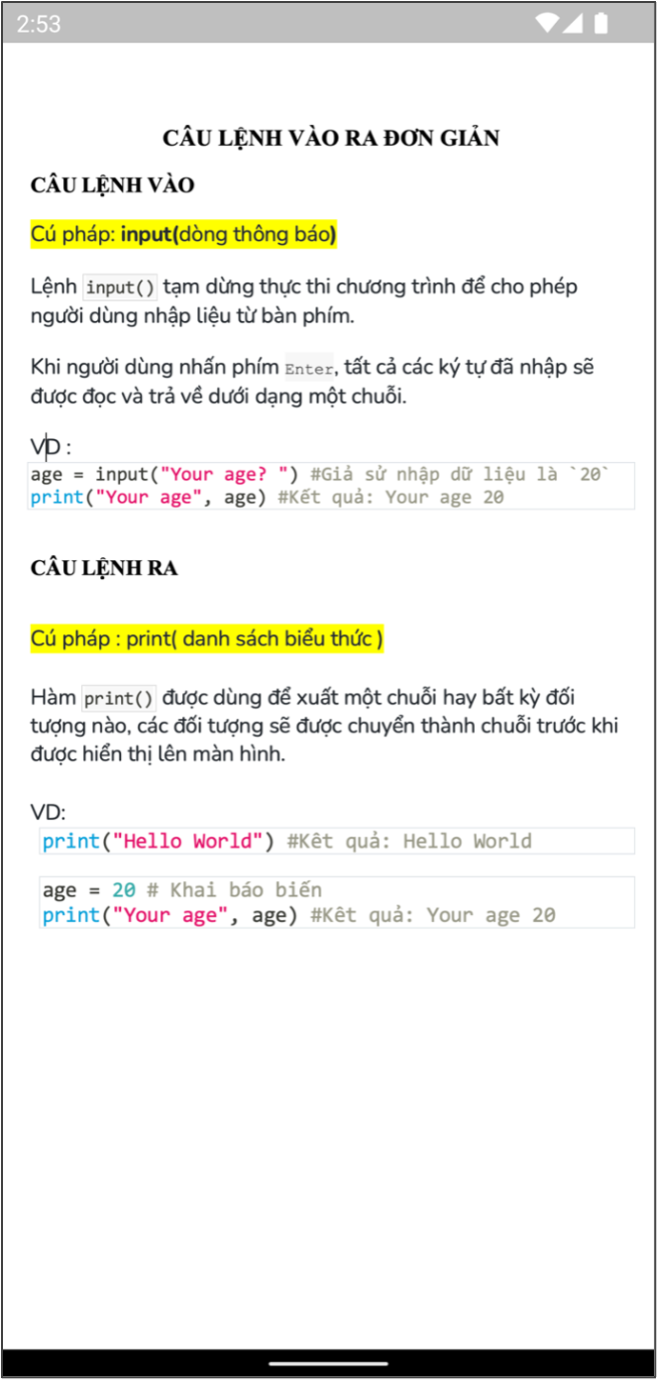 2:53
CÂU LỆNH VÀO RA ĐƠN GIẢN
CÂU LỆNH VÀO
Cú pháp: input(dòng thông báo)
Lệnh input() tạm dừng thực thi chương trình để cho phép
người dùng nhập liệu từ bàn phím.
Khi người dùng nhấn phím Enter, tất cả các ký tự đã nhập sẽ
được đọc và trả về dưới dạng một chuỗi.
VD :
age = input("Your age? ") #Giả sử nhập dữ liệu là `20`
print("Your age", age) #Kết quả: Your age 20
CÂU LỆNH RA
Cú pháp : print( danh sách biểu thức )
Hàm print() được dùng để xuất một chuỗi hay bất kỳ đối
tượng nào, các đối tượng sẽ được chuyển thành chuỗi trước khi
được hiển thị lên màn hình.
VD:
print("Hello World") #Kêt quả: Hello World
age = 20 # Khai báo biến
print("Your age", age) #Kêt quả: Your age 20